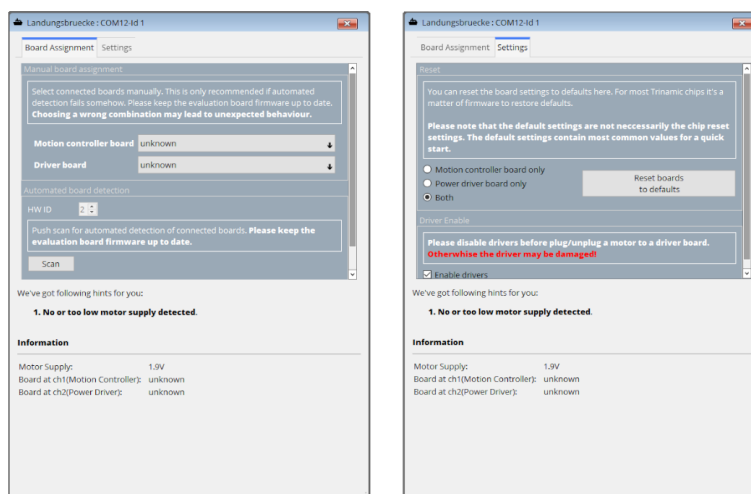 Landungsbruecke : COM12-Id 1
Board Assignment Settings
Manual board assignment
Select connected boards manually. This is only recommended if automated
detection fails somehow. Please keep the evaluation board firmware up to date.
Choosing a wrong combination may lead to unexpected behaviour.
Motion controller board unknown
Driver board unknown
Automated board detection
HW ID 2
Push scan for automated detection of connected boards. Please keep the
evaluation board firmware up to date.
Scan
We've got following hints for you:
1. No or too low motor supply detected.
Information
Motor Supply: 1.9V
Board at ch1(Motion Controller): unknown
Board at ch2(Power Driver): unknown
Landungsbruecke : COM12-Id 1
Board Assignment Settings
Reset
You can reset the board settings to defaults here. For most Trinamic chips it's a
matter of firmware to restore defaults.
Please note that the default settings are not neccessarily the chip reset
settings. The default settings contain most common values for a quick
start.
Motion controller board only
Power driver board only
Both
Reset boards
to defaults
Driver Enable
Please disable drivers before plug/unplug a motor to a driver board.
Otherwhise the driver may be damaged!
Enable drivers
We've got following hints for you:
1. No or too low motor supply detected.
Information
Motor Supply: 1.9V
Board at ch1(Motion Controller): unknown
Board at ch2(Power Driver): unknown